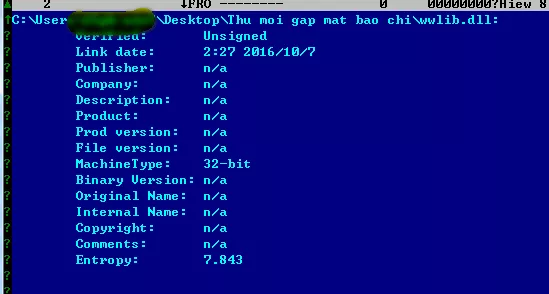 2 ↓FRO -------- 0 00000000?Hiew 8
C:\User \Desktop\Thu moi gap mat bao chi\wwlib.dll:
Verified: Unsigned
Link date: 2:27 2016/10/7
Publisher: n/a
Company: n/a
Description: n/a
Product: n/a
Prod version: n/a
File version: n/a
MachineType: 32-bit
Binary Version: n/a
Original Name: n/a
Internal Name: n/a
Copyright: n/a
Comments: n/a
Entropy: 7.843